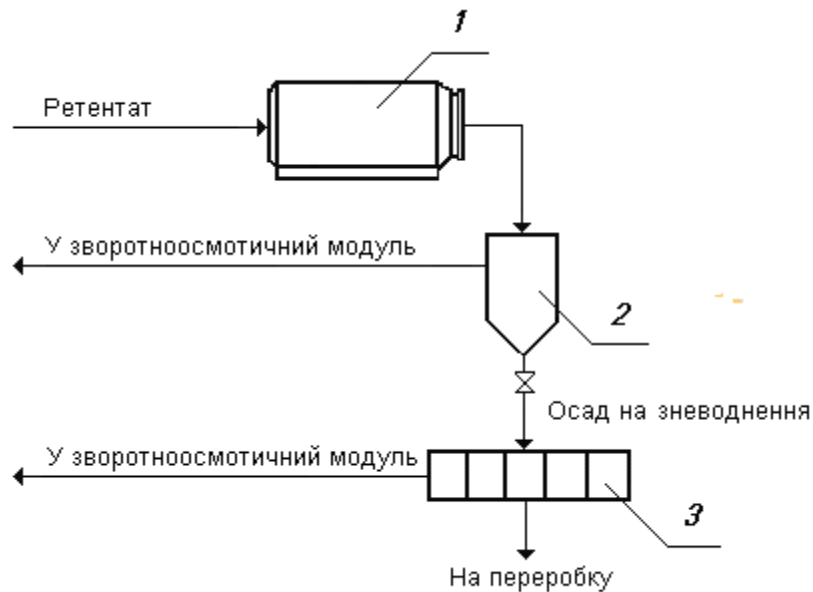 1
Ретентат
У зворотноосмотичний модуль
2
Осад на зневоднення
У зворотноосмотичний модуль
3
На переробку